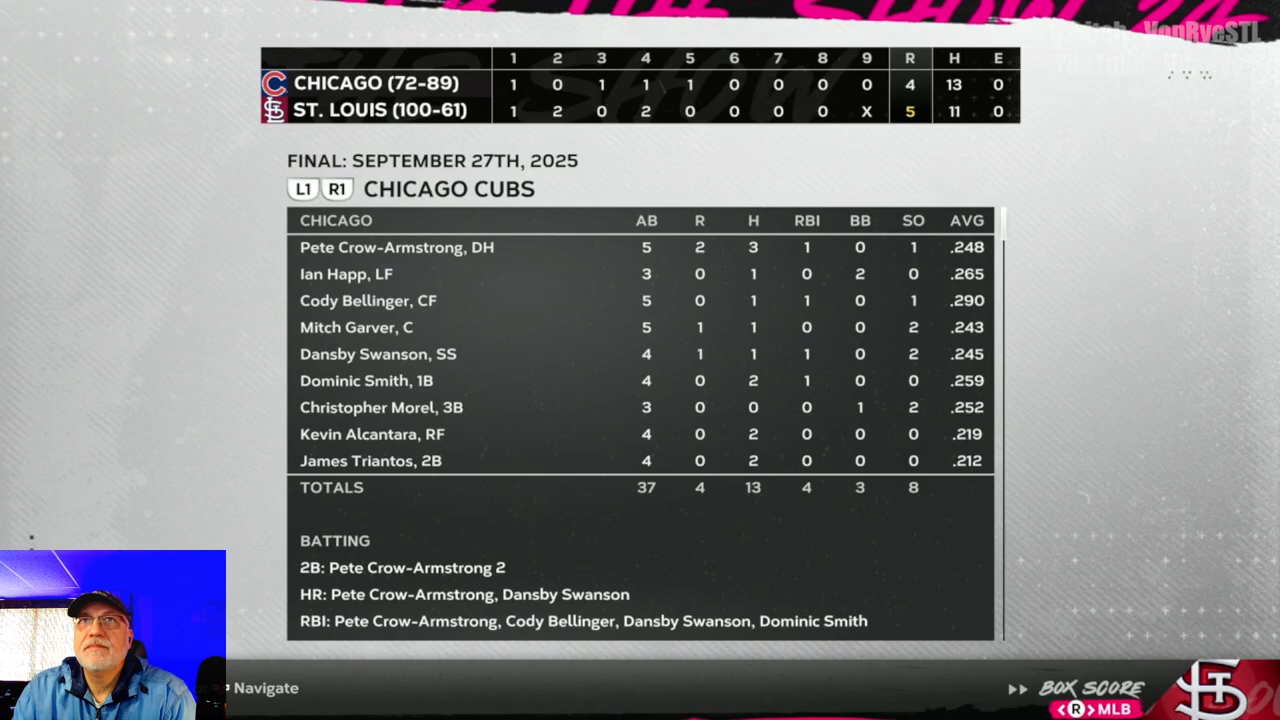 THE SHOW 24
Twitch VonRyeSTL
YouTube
1 2 3 4 5 6 7 8 9 R H E
CHICAGO (72-89) 1 0 1 1 1 0 0 0 0 4 13 0
ST. LOUIS (100-61) 1 2 0 2 0 0 0 0 X 5 11 0
FINAL: SEPTEMBER 27TH, 2025
L1 R1 CHICAGO CUBS
CHICAGO AB R H RBI BB SO AVG
Pete Crow-Armstrong, DH 5 2 3 1 0 1 .248
Ian Happ, LF 3 0 1 0 2 0 .265
Cody Bellinger, CF 5 0 1 1 0 1 .290
Mitch Garver, C 5 1 1 0 0 2 .243
Dansby Swanson, SS 4 1 1 1 0 2 .245
Dominic Smith, 1B 4 0 2 1 0 0 .259
Christopher Morel, 3B 3 0 0 0 1 2 .252
Kevin Alcantara, RF 4 0 2 0 0 0 .219
James Triantos, 2B 4 0 2 0 0 0 .212
TOTALS 37 4 13 4 3 8
BATTING
2B: Pete Crow-Armstrong 2
HR: Pete Crow-Armstrong, Dansby Swanson
RBI: Pete Crow-Armstrong, Cody Bellinger, Dansby Swanson, Dominic Smith
Navigate
BOX SCORE
R MLB